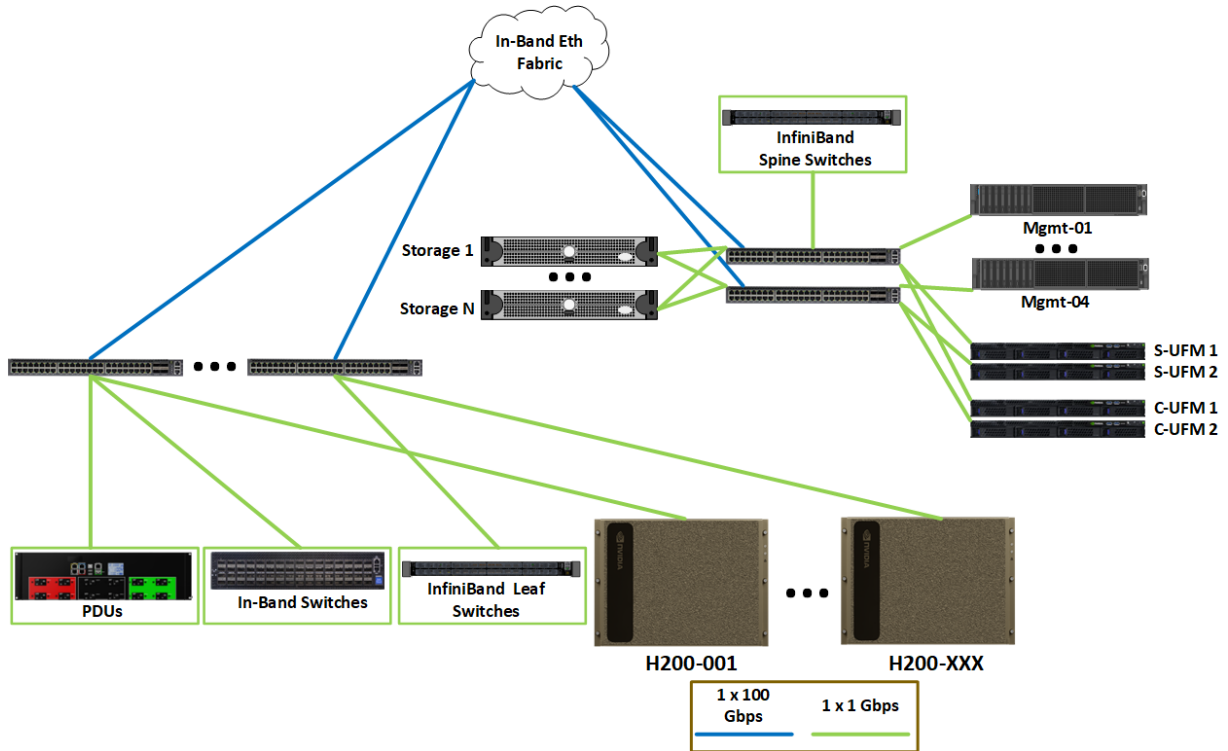 In-Band Eth
Fabric
InfiniBand
Spine Switches
Storage 1
Storage N
Mgmt-01
Mgmt-04
S-UFM 1
S-UFM 2
C-UFM 1
C-UFM 2
PDUs
In-Band Switches
InfiniBand Leaf
Switches
NVIDIA
NVIDIA
H200-001
H200-XXX
1 x 100
Gbps
1 x 1 Gbps